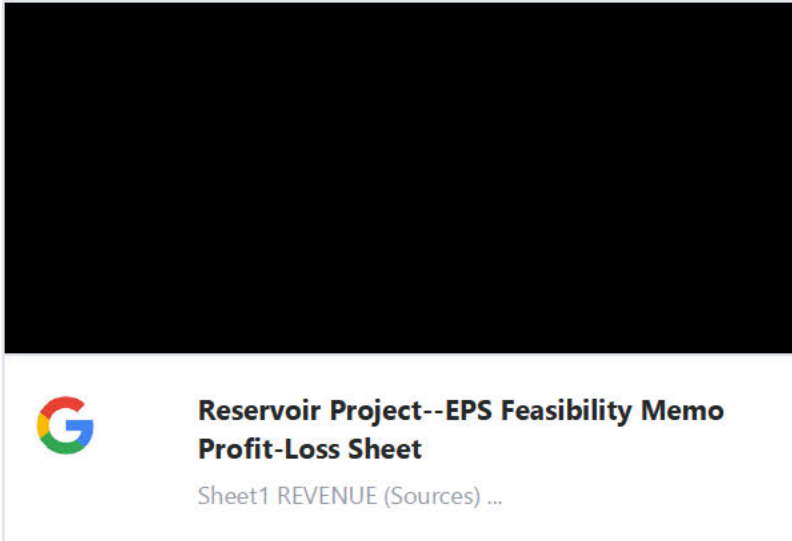 Reservoir Project--EPS Feasibility Memo
Profit-Loss Sheet
Sheet1 REVENUE (Sources) ...